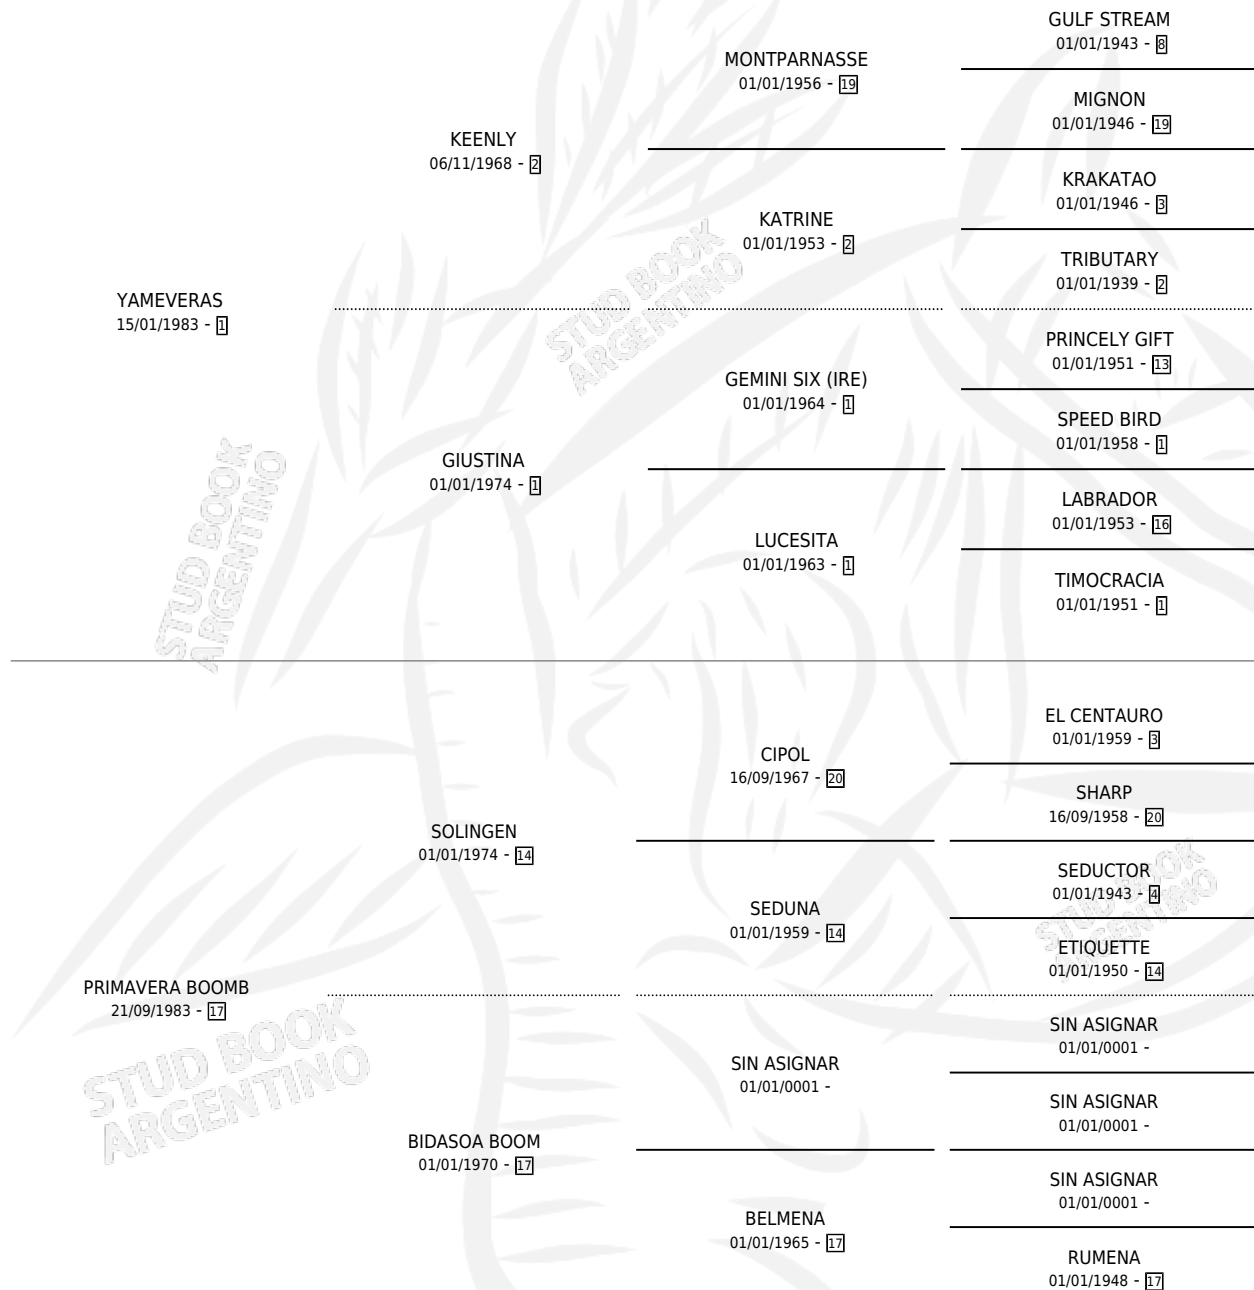 GULF STREAM
01/01/1943 - 8
MONTPARNASSE
01/01/1956 - 19
MIGNON
01/01/1946 - 19
KEENLY
06/11/1968 - 2
KRAKATAO
01/01/1946 - 3
KATRINE
01/01/1953 - 2
TRIBUTARY
01/01/1939 - 2
YAMEVERAS
15/01/1983 - 1
STUD BOOK
ARGENTINO
PRINCELY GIFT
01/01/1951 - 13
GEMINI SIX (IRE)
01/01/1964 - 1
SPEED BIRD
01/01/1958 - 1
GIUSTINA
01/01/1974 - 1
LABRADOR
01/01/1953 - 16
LUCESITA
01/01/1963 - 1
TIMOCRACIA
01/01/1951 - 1
STUD BOOK
ARGENTINO
EL CENTAURO
01/01/1959 - 3
CIPOL
16/09/1967 - 20
SHARP
16/09/1958 - 20
SOLINGEN
01/01/1974 - 14
SEDUCTOR
01/01/1943 - 4
SEDUNA
01/01/1959 - 14
STUD BOOK
ARGENTINO
ETIQUETTE
01/01/1950 - 14
PRIMAVERA BOOMB
21/09/1983 - 17
STUD BOOK
ARGENTINO
SIN ASIGNAR
01/01/0001 -
SIN ASIGNAR
01/01/0001 -
SIN ASIGNAR
01/01/0001 -
BIDASOA BOOM
01/01/1970 - 17
SIN ASIGNAR
01/01/0001 -
BELMENA
01/01/1965 - 17
RUMENA
01/01/1948 - 17